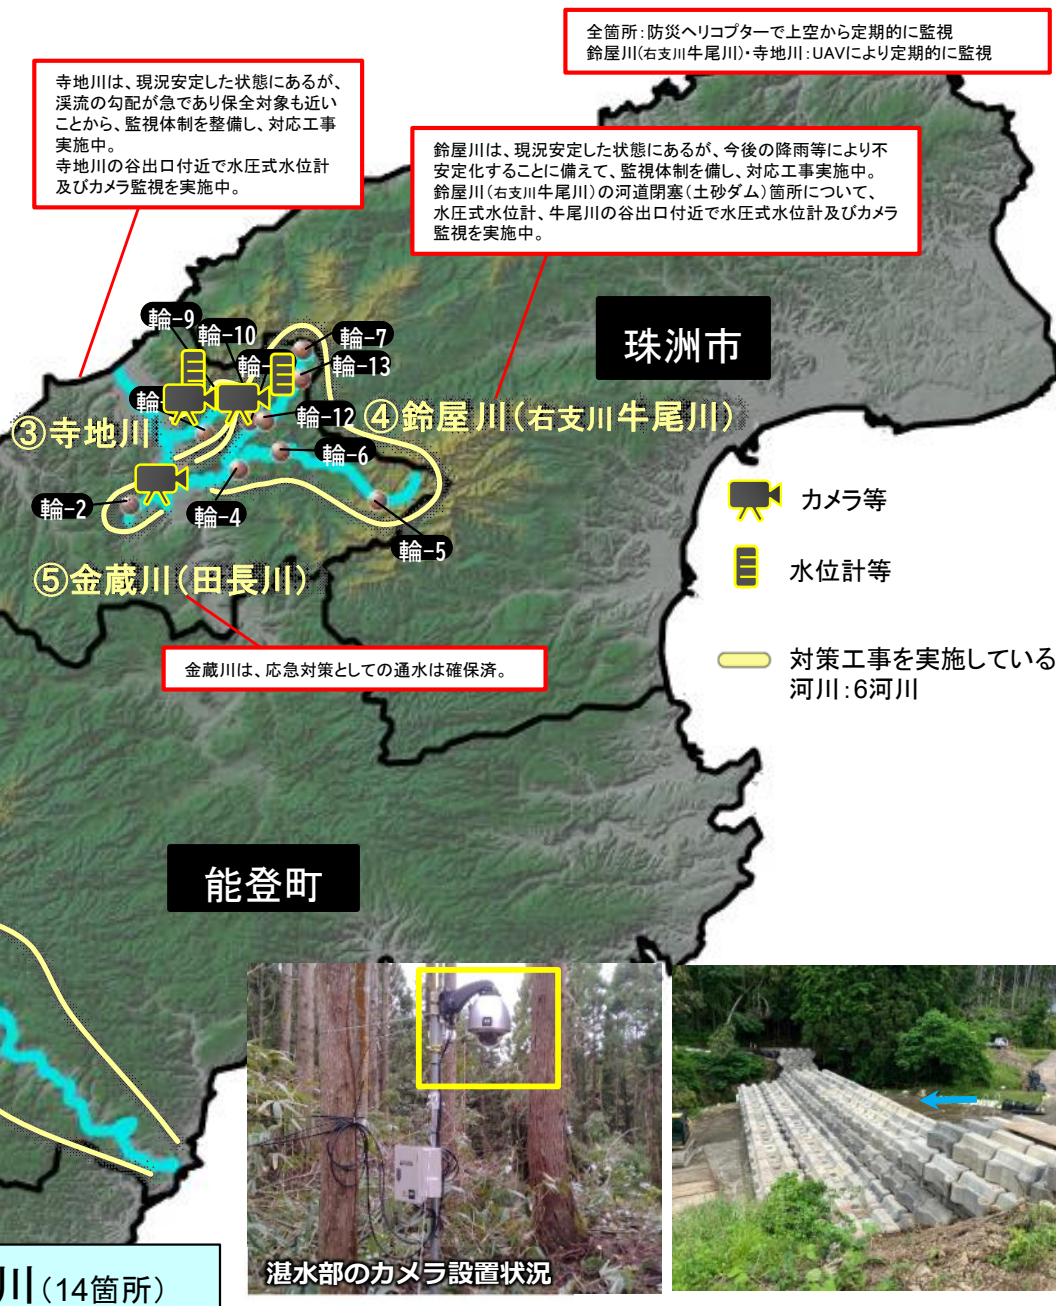 全箇所:防災ヘリコプターで上空から定期的に監視
鈴屋川(右支川牛尾川)・寺地川:UAVにより定期的に監視
寺地川は、現況安定した状態にあるが、
渓流の勾配が急であり保全対象も近い
ことから、監視体制を整備し、対応工事
実施中。
寺地川の谷出口付近で水圧式水位計
及びカメラ監視を実施中。
鈴屋川は、現況安定した状態にあるが、今後の降雨等により不
安定化することに備えて、監視体制を備し、対応工事実施中。
鈴屋川(右支川牛尾川)の河道閉塞(土砂ダム)箇所について、
水圧式水位計、牛尾川の谷出口付近で水圧式水位計及びカメラ
監視を実施中。
輪-9
輪-10
輪-7
輪-
輪-13
珠洲市
輪-
輪-12
③寺地川
④鈴屋川(右支川牛尾川)
輪-6
輪-2
輪-4
輪-5
カメラ等
⑤金蔵川(田長川)
水位計等
金蔵川は、応急対策としての通水は確保済。
対策工事を実施している
河川:6河川
能登町
湛水部のカメラ設置状況
川(14箇所)